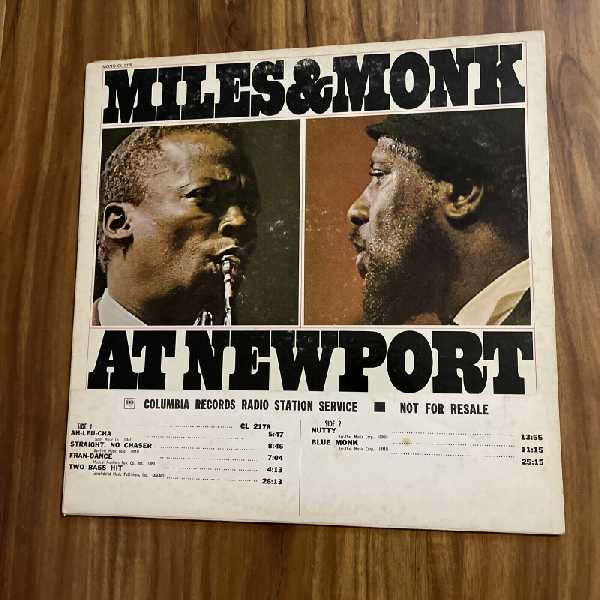 MILES&MONK
AT NEWPORT
COLUMBIA RECORDS RADIO STATION SERVICE ■ NOT FOR RESALE
SIDE 1
CL 2178
AH-LEU-CHA 5:47
STRAIGHT, NO CHASER 8:46
FRAN-DANCE 7:04
TWO BASS HIT 4:13
26:13
SIDE 2
NUTTY 13:56
BLUE MONK 11:15
25:15